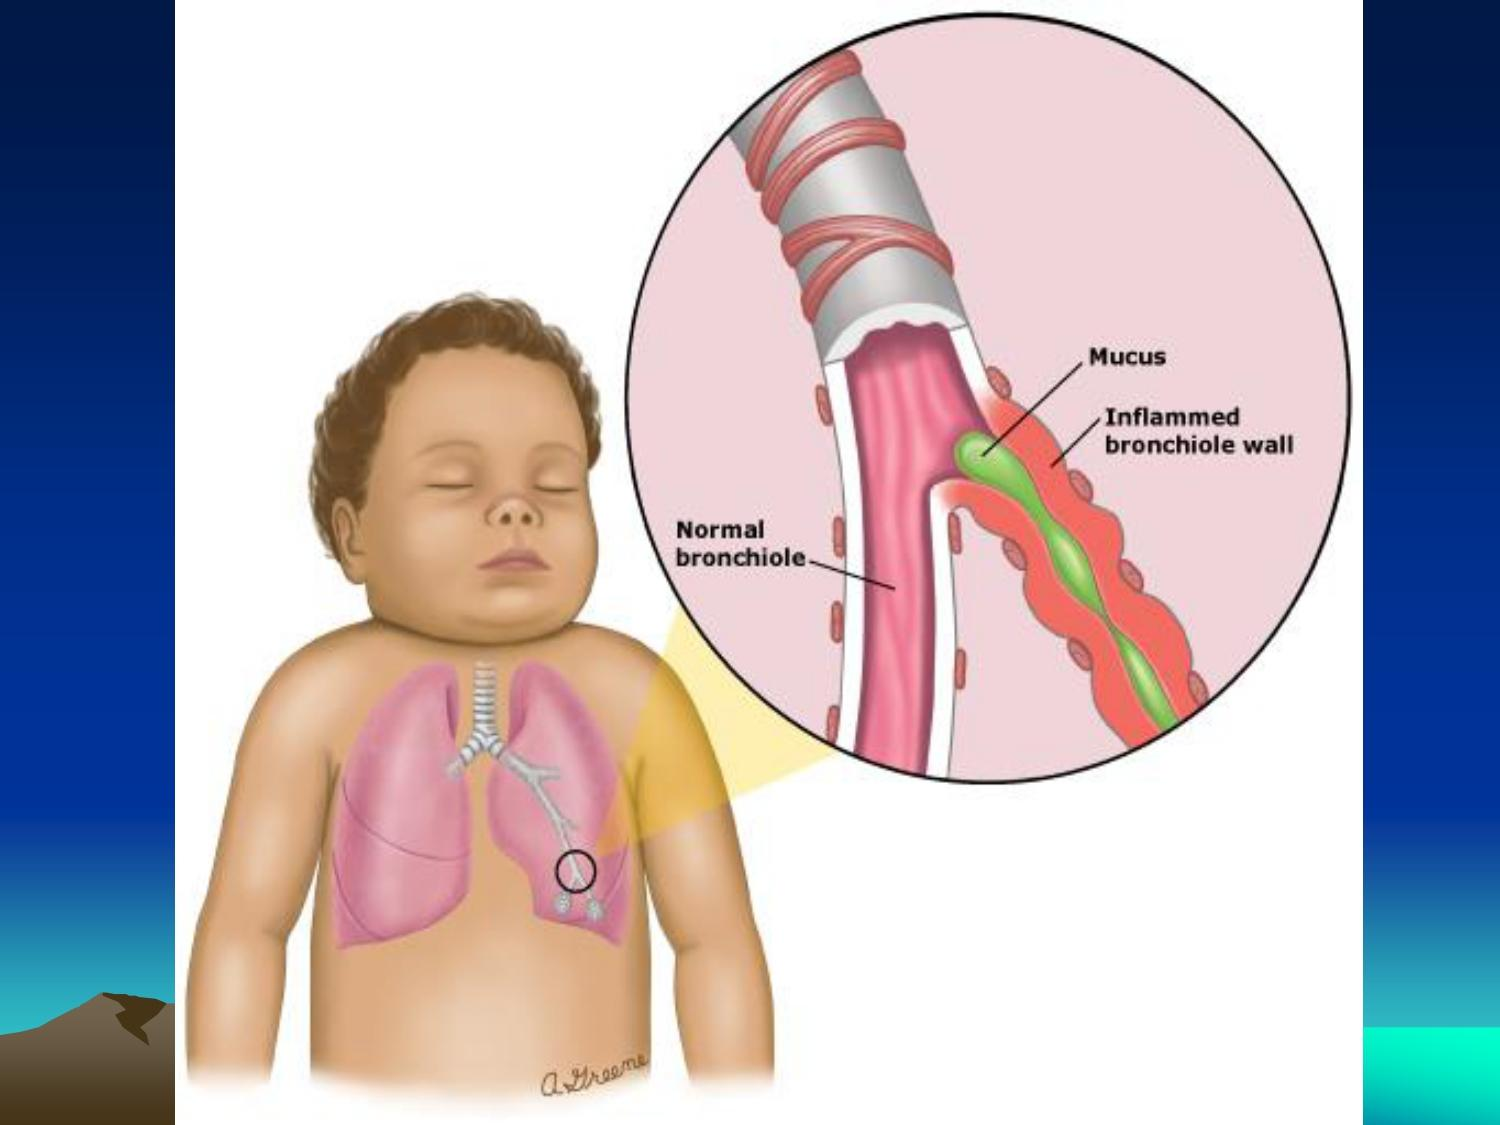 Mucus
Inflammed
bronchiole wall
Normal
bronchiole
A Greene